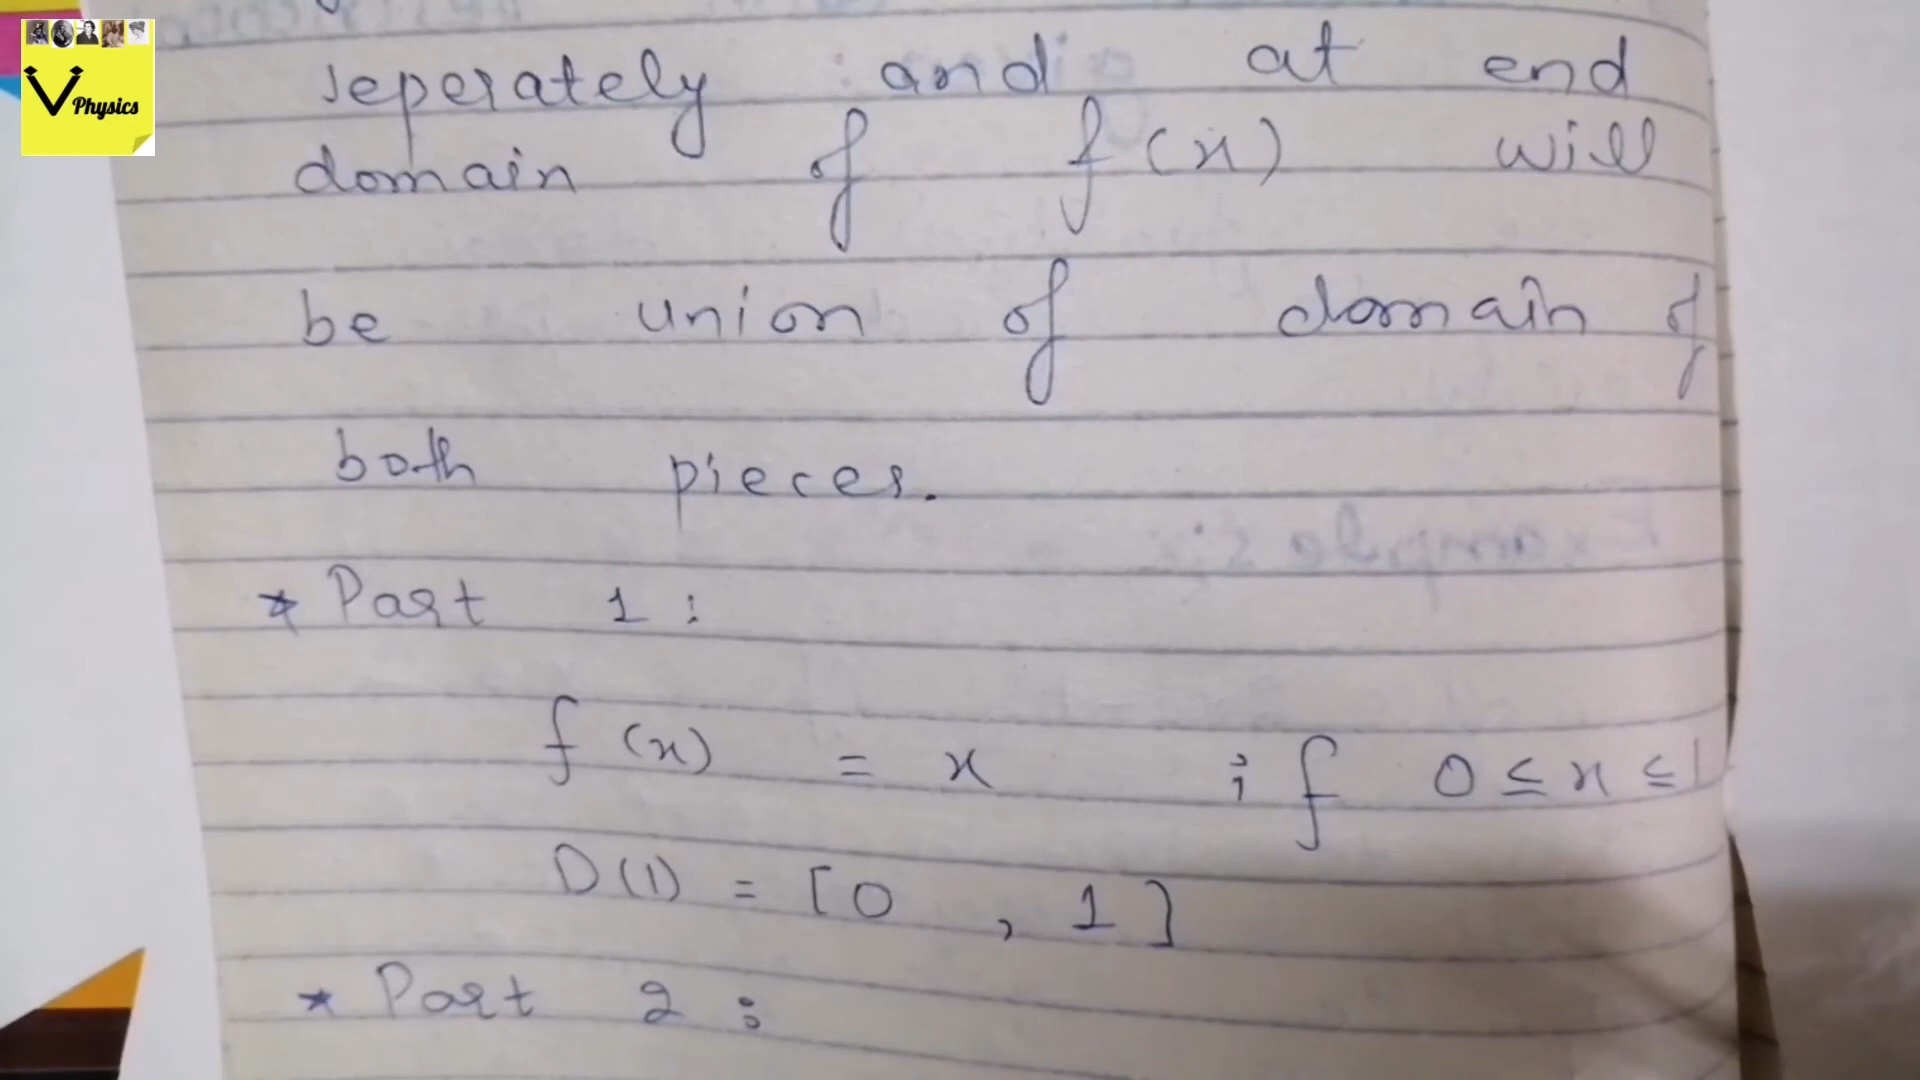 V Physics
seperately and at end
domain of f(x) will
be union of domain of
both pieces.
* Part 1:
f(x) = x ; f 0 ≤ x ≤ 1
D(1) = [0, 1]
* Part 2: